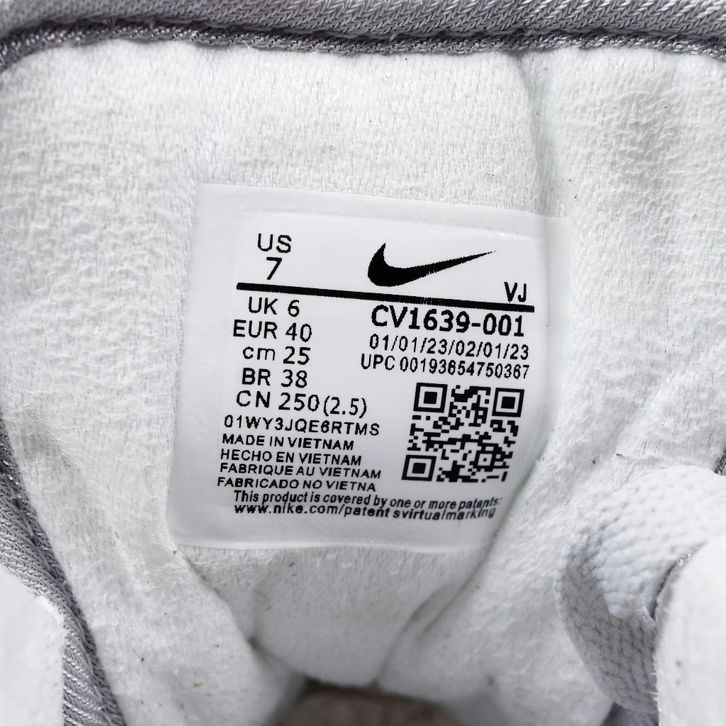 US
7
VJ
UK 6
EUR 40
cm 25
BR 38
CN 250(2.5)
CV1639-001
01/01/23/02/01/23
UPC 00193654750367
01WY3JQE6RTMS
MADE IN VIETNAM
HECHO EN VIETNAM
FABRIQUE AU VIETNAM
FABRICADO NO VIETNA
This product is covered by one or more patents:
www.nike.com/patent svirtualmarking